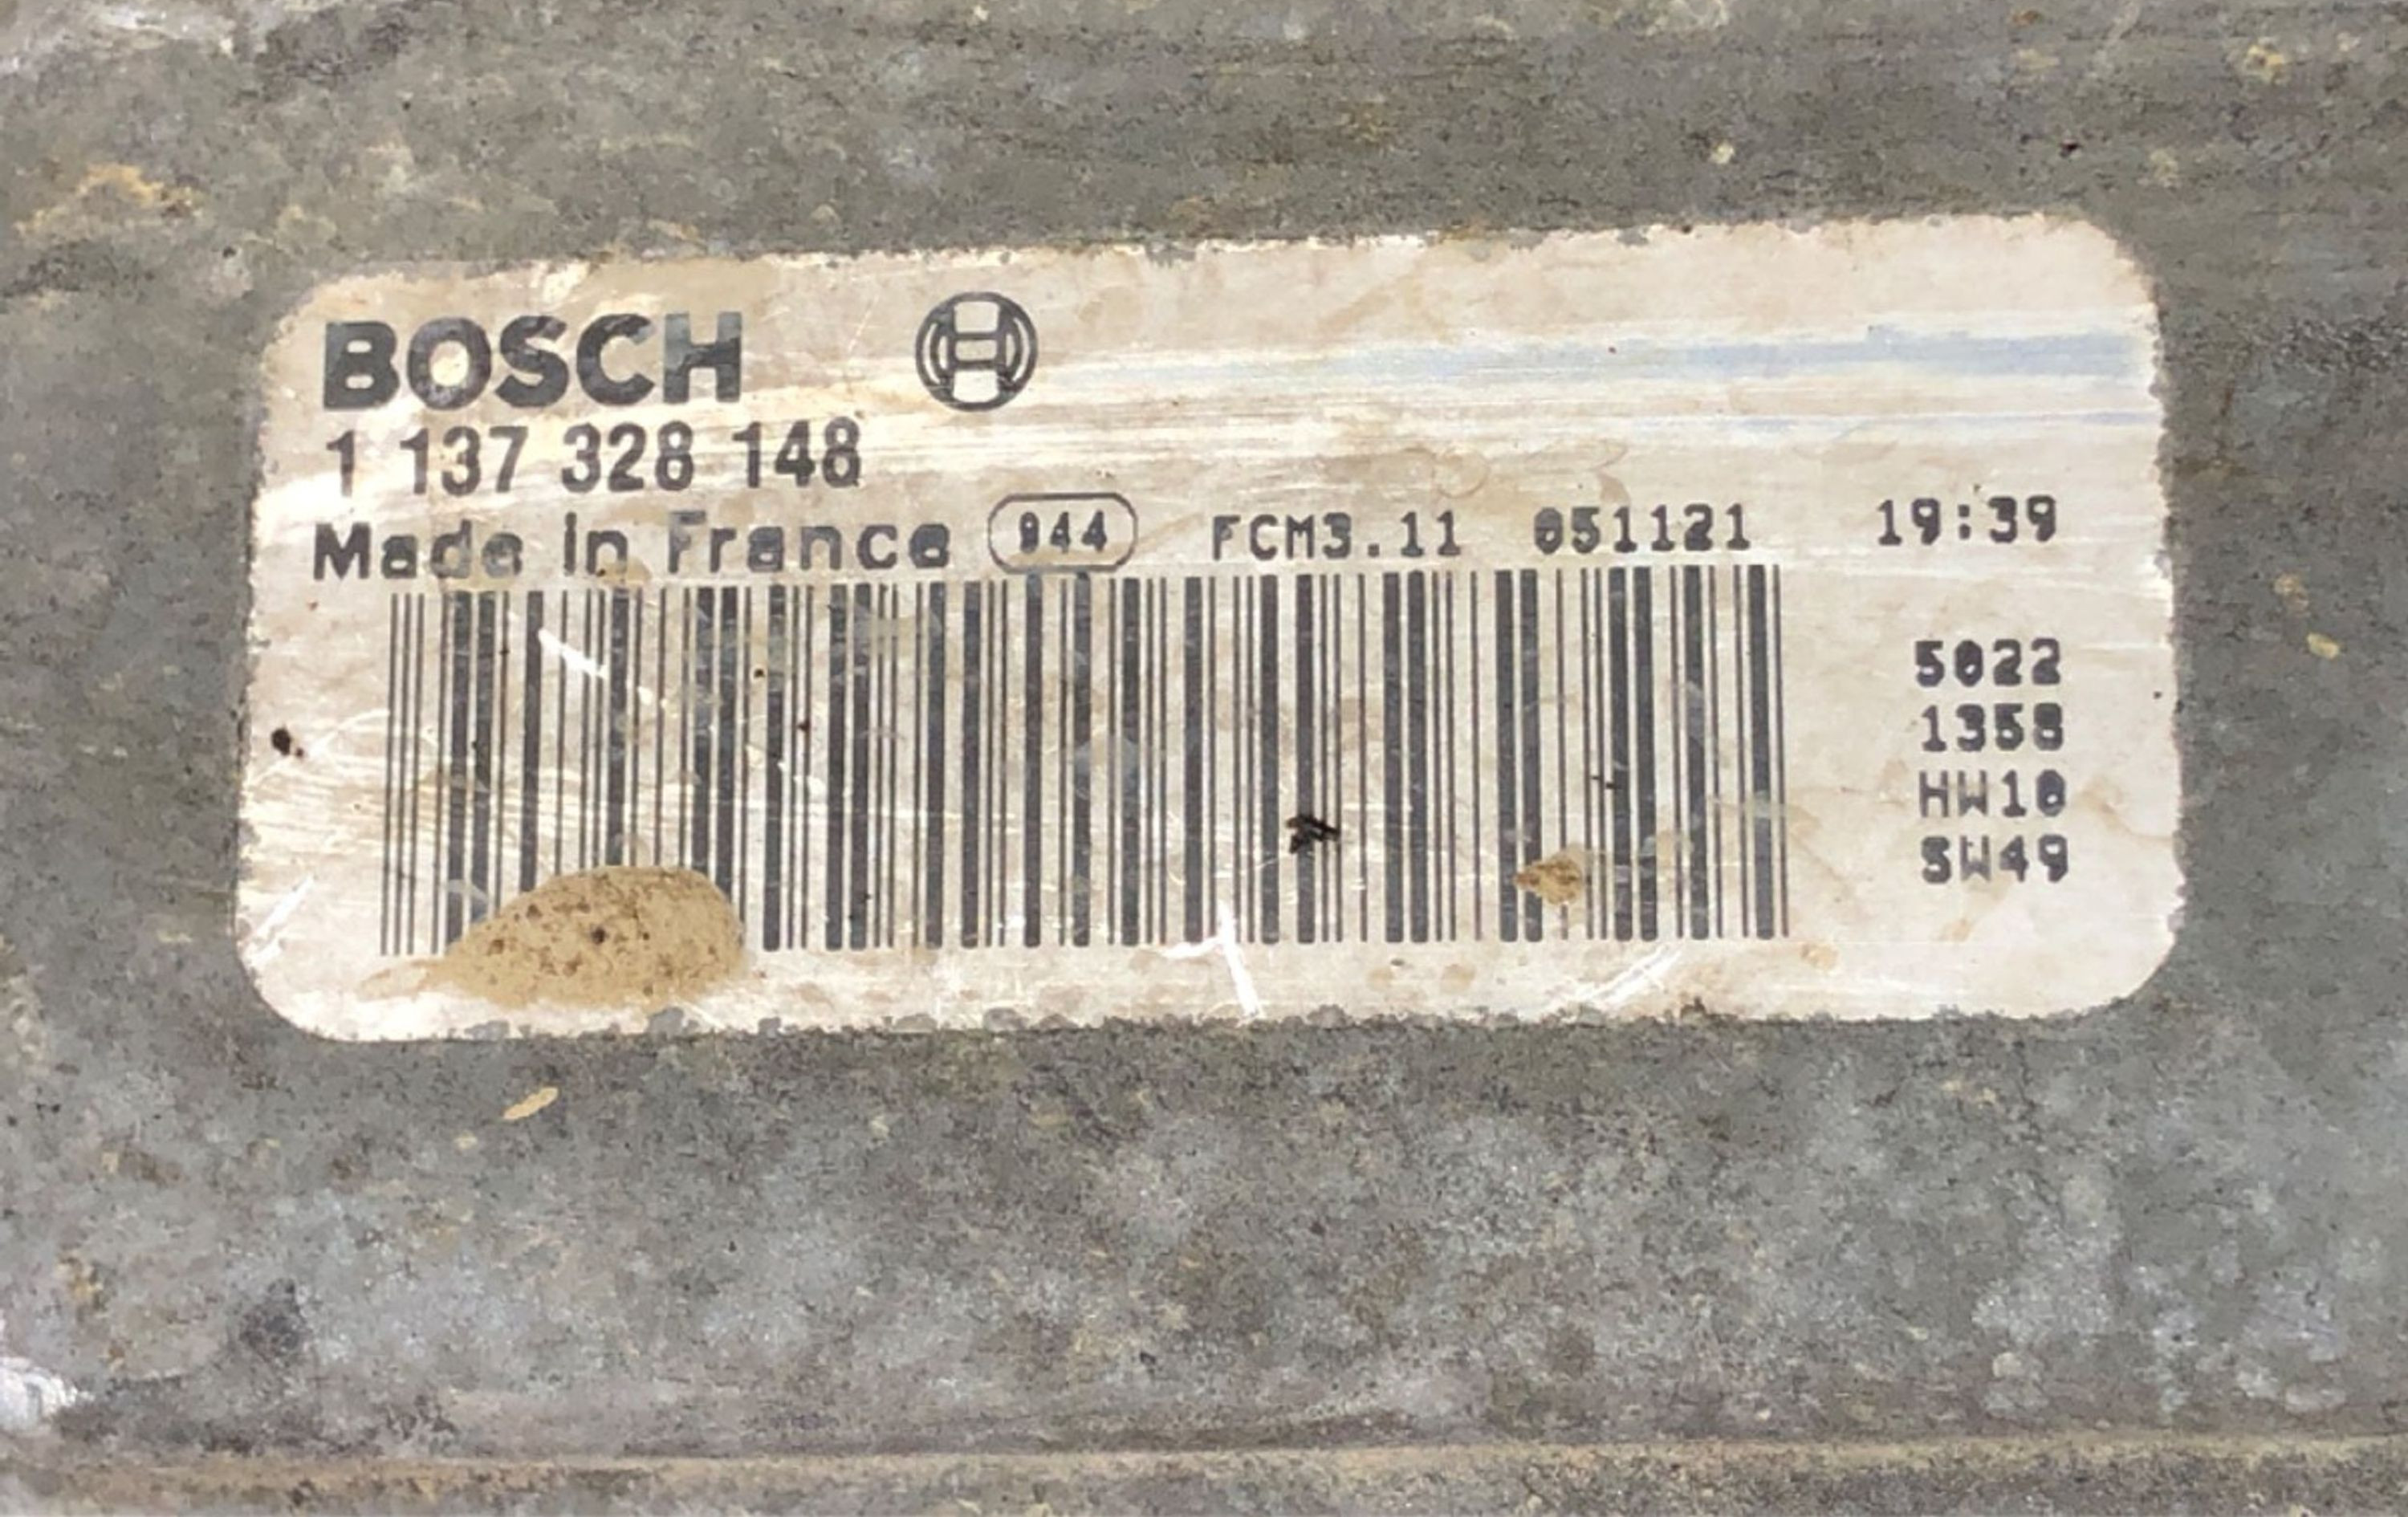 BOSCH
1 137 328 148
Made in France 944 FCM3.11 051121 19:39
5022
1358
HW10
SW49